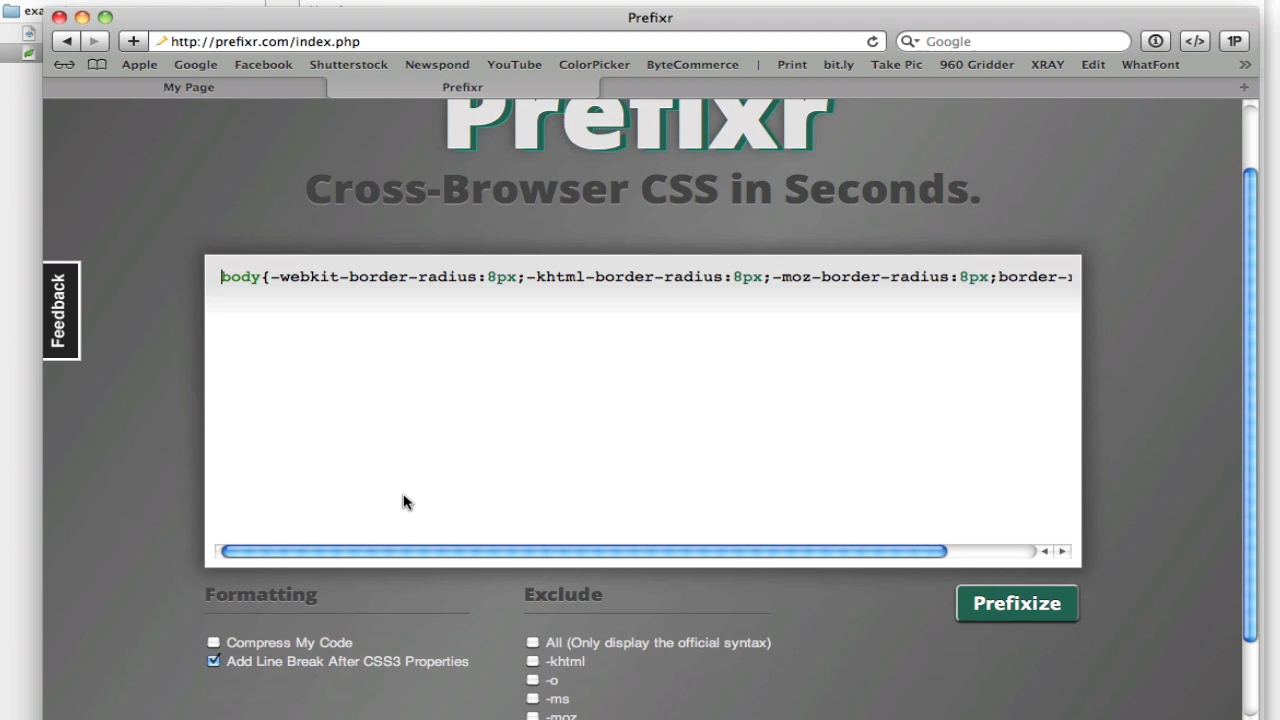 exa
Prefixr
http://prefixr.com/index.php
Google
1P
Apple Google Facebook Shutterstock Newspond YouTube ColorPicker ByteCommerce | Print bit.ly Take Pic 960 Gridder XRAY Edit WhatFont
My Page
Prefixr
Prefixr
Cross-Browser CSS in Seconds.
Feedback
body{-webkit-border-radius:8px;-khtml-border-radius:8px;-moz-border-radius:8px;border-r
Formatting
Compress My Code
Add Line Break After CSS3 Properties
Exclude
All (Only display the official syntax)
-khtml
-o
-ms
-moz
Prefixize